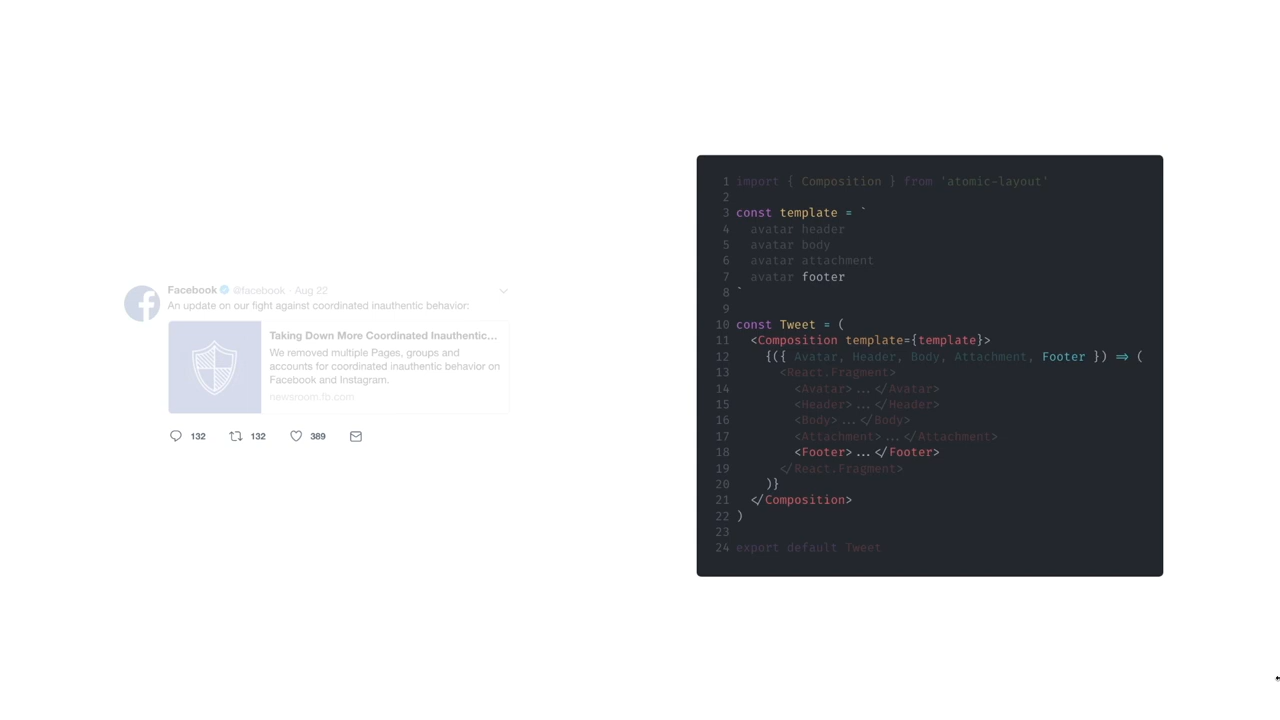 Facebook @facebook · Aug 22
An update on our fight against coordinated inauthentic behavior:
Taking Down More Coordinated Inauthentic...
We removed multiple Pages, groups and
accounts for coordinated inauthentic behavior on
Facebook and Instagram.
newsroom.fb.com
132 132 389
1 import { Composition } from 'atomic-layout'
2
3 const template = `
4 avatar header
5 avatar body
6 avatar attachment
7 avatar footer
8 `
9
10 const Tweet = (
11 <Composition template={template}>
12 {({ Avatar, Header, Body, Attachment, Footer }) => (
13 <React.Fragment>
14 <Avatar>...</Avatar>
15 <Header>...</Header>
16 <Body>...</Body>
17 <Attachment>...</Attachment>
18 <Footer>...</Footer>
19 </React.Fragment>
20 )}
21 </Composition>
22 )
23
24 export default Tweet